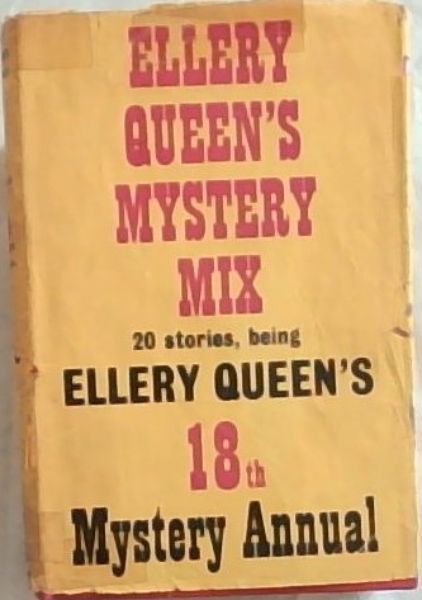 ELLERY
QUEEN'S
MYSTERY
MIX
20 stories, being
ELLERY QUEEN'S
18th
Mystery Annual